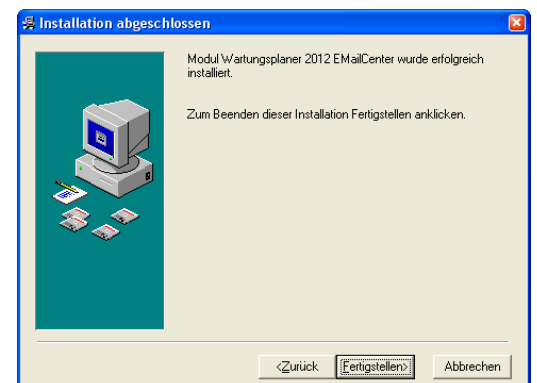 Installation abgeschlossen
Modul Wartungsplaner 2012 EMailCenter wurde erfolgreich
installiert.
Zum Beenden dieser Installation Fertigstellen anklicken.
<Zurück Fertigstellen> Abbrechen